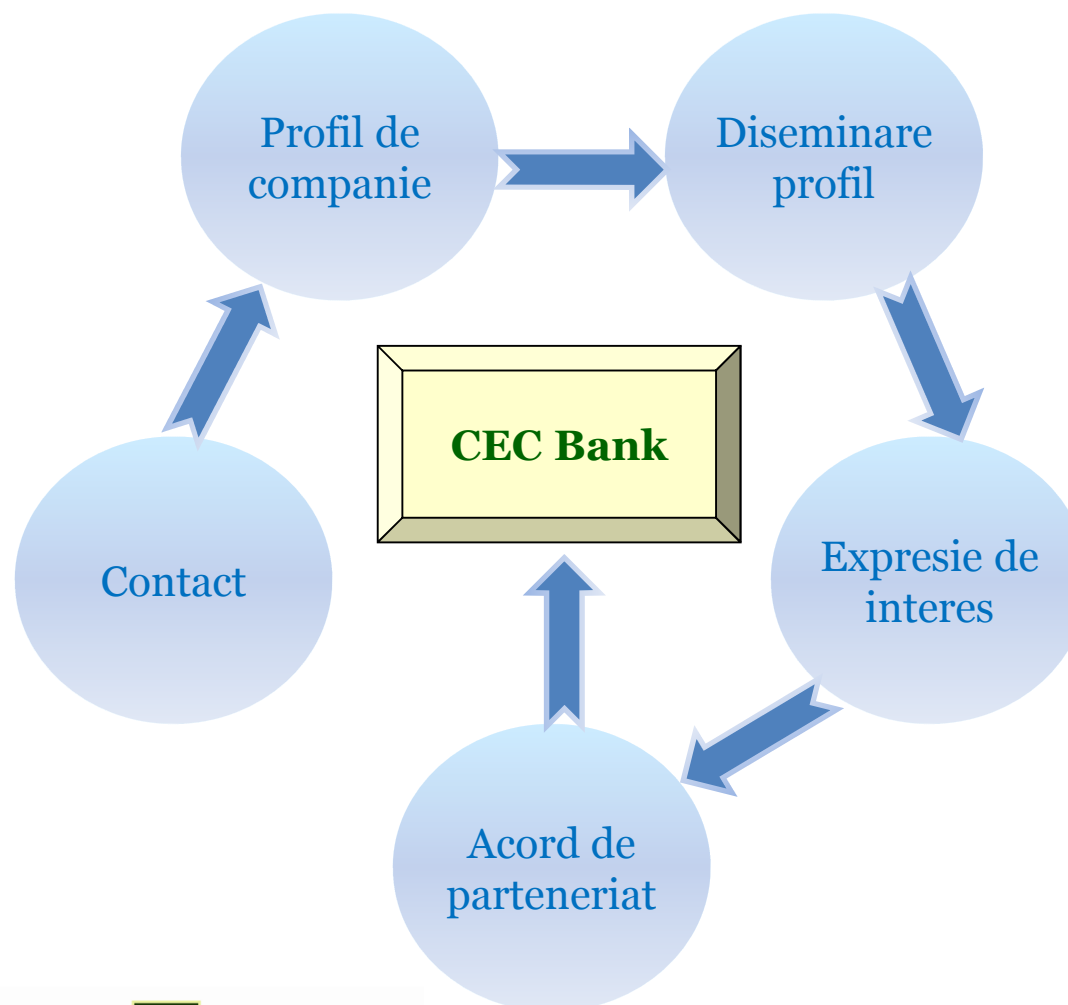 Profil de
companie
Diseminare
profil
CEC Bank
Contact
Expresie de
interes
Acord de
parteneriat